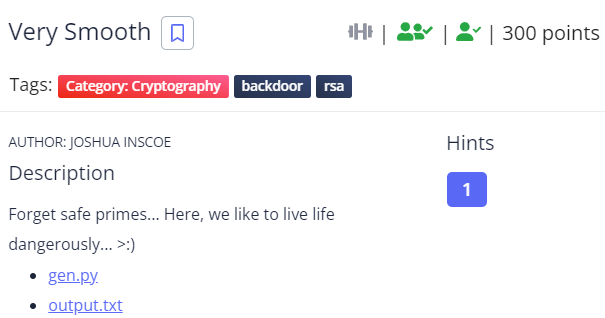 Very Smooth | | | 300 points
Tags: Category: Cryptography backdoor rsa
AUTHOR: JOSHUA INSCOE
Hints
Description
1
Forget safe primes... Here, we like to live life
dangerously... >:)
gen.py
output.txt